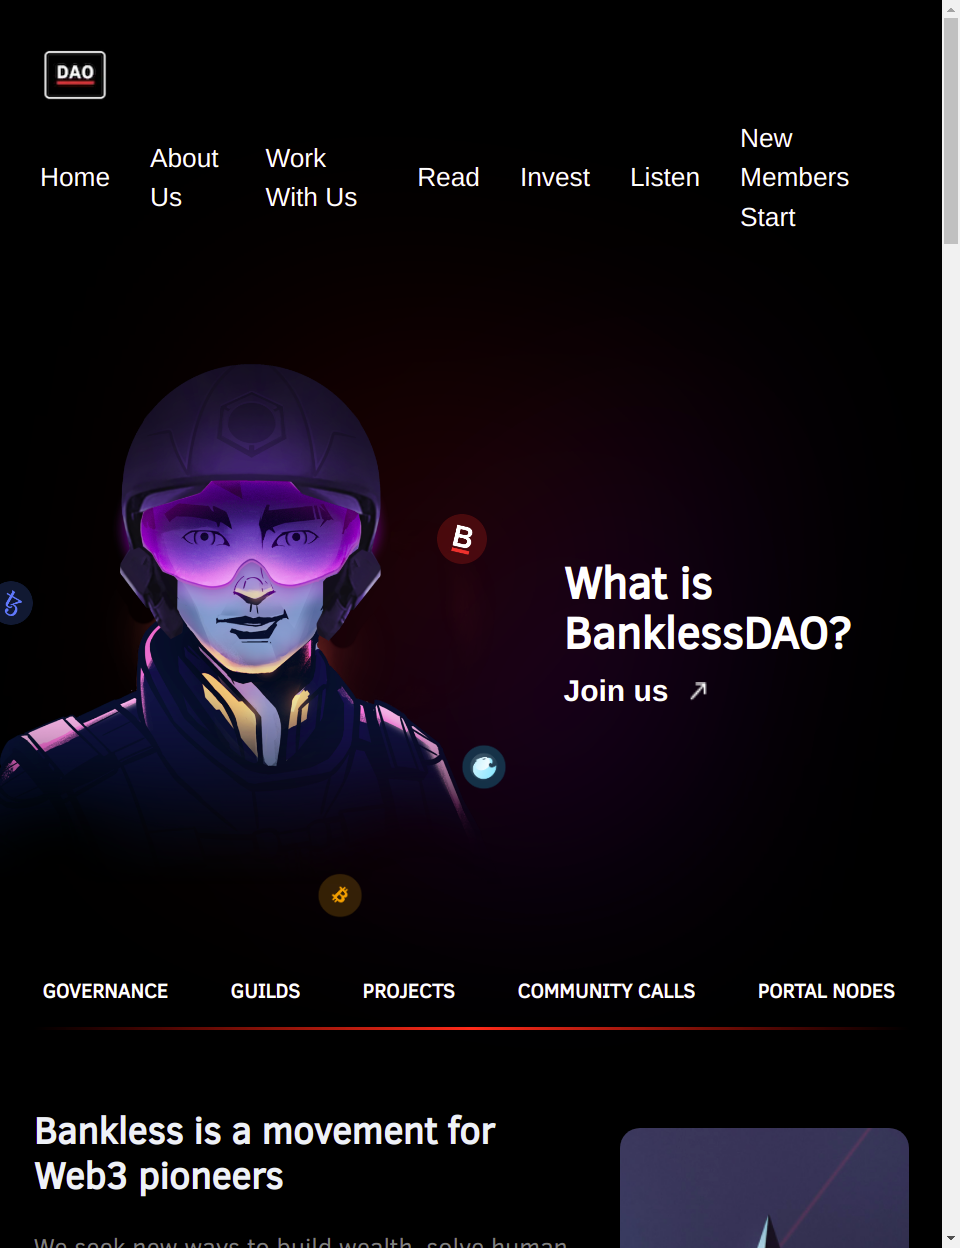 DAO
Home
About Us
Work With Us
Read
Invest
Listen
New Members Start
What is
BanklessDAO?
Join us
GOVERNANCE
GUILDS
PROJECTS
COMMUNITY CALLS
PORTAL NODES
Bankless is a movement for
Web3 pioneers
We seek new ways to build wealth, solve human